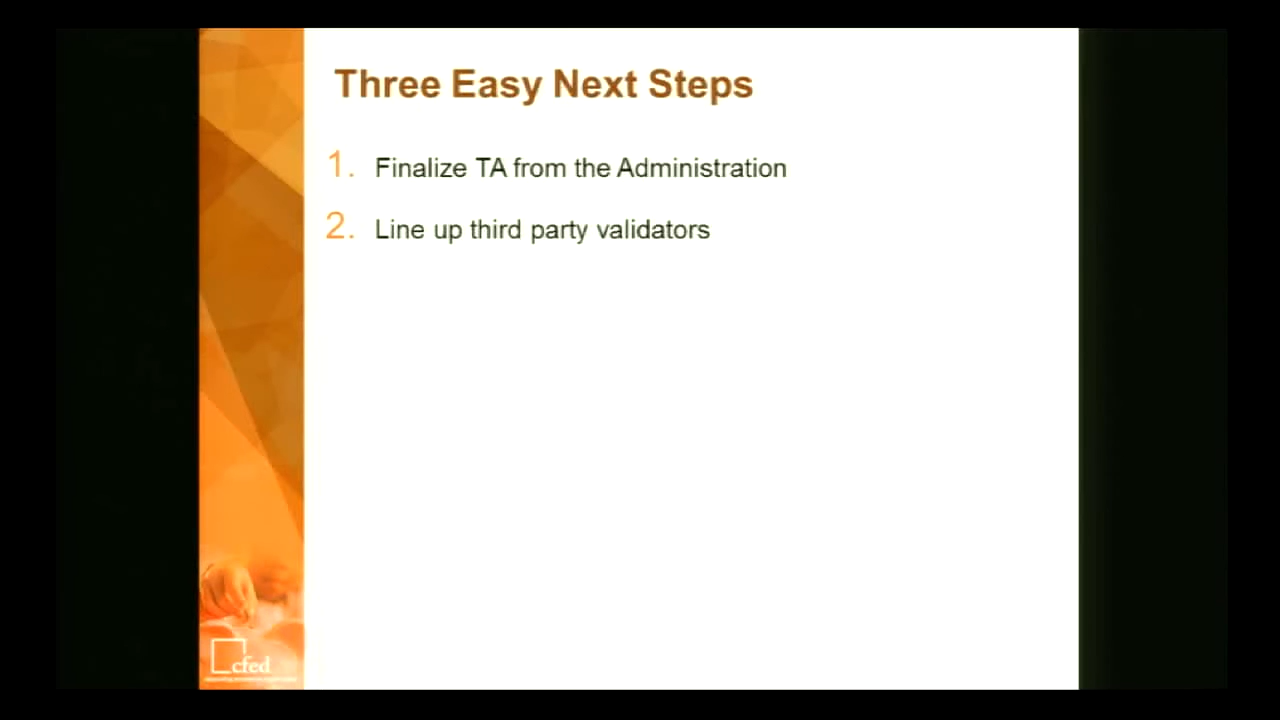 Three Easy Next Steps
1. Finalize TA from the Administration
2. Line up third party validators
cfed